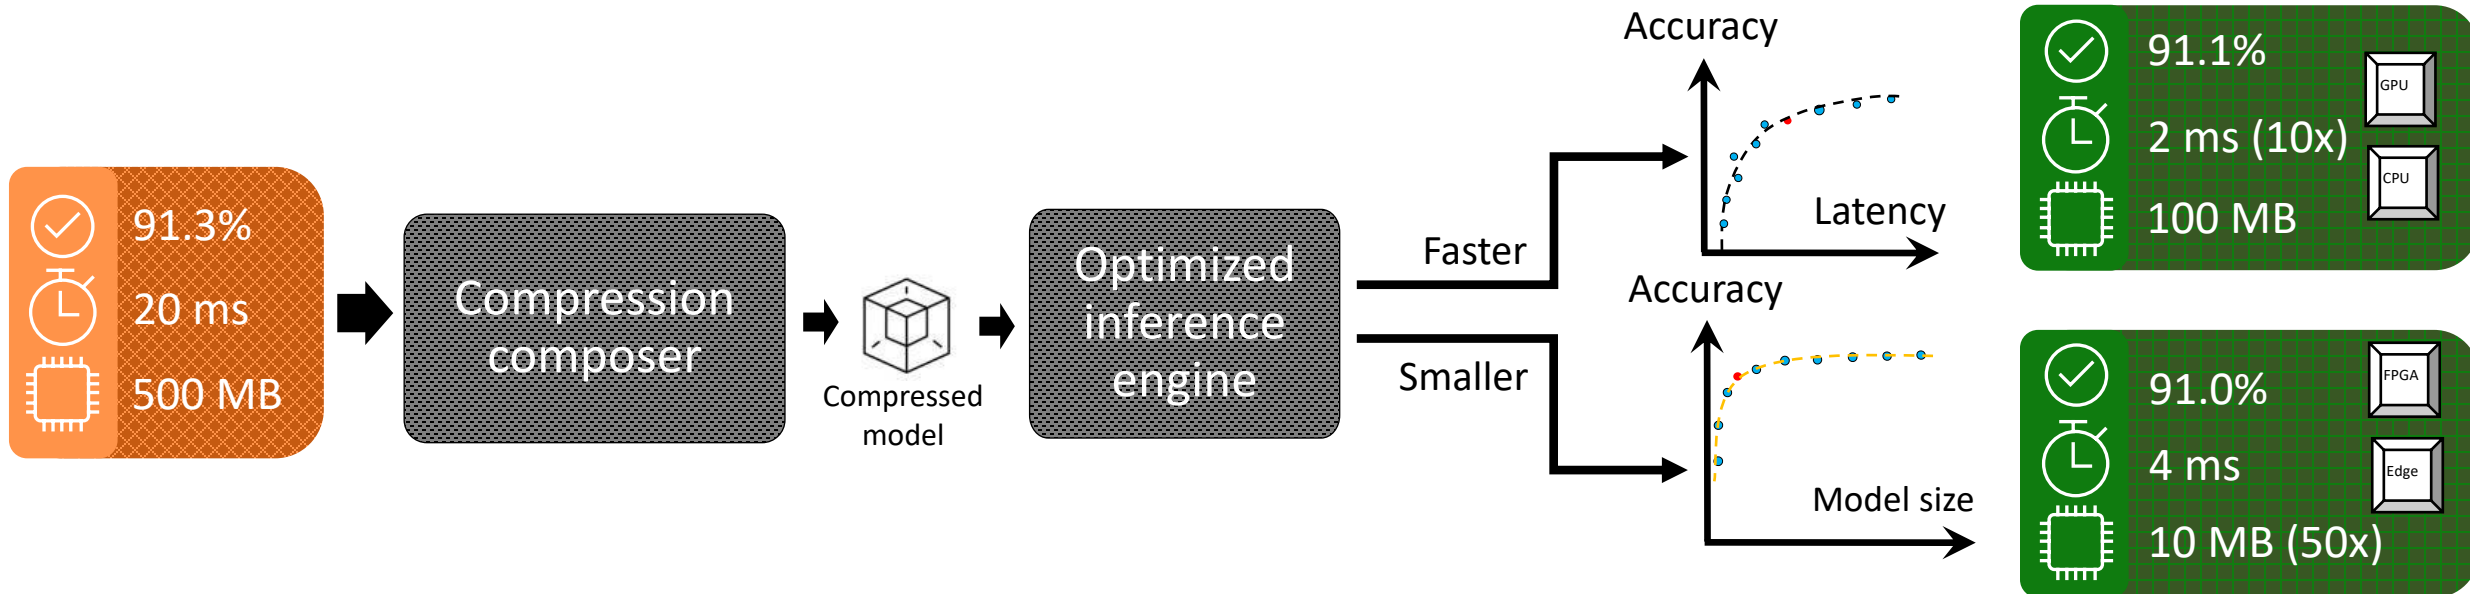 91.3%
20 ms
500 MB
Compression
composer
Compressed
model
Optimized
inference
engine
Faster
Smaller
Accuracy
Latency
Accuracy
Model size
91.1%
2 ms (10x)
100 MB
GPU
CPU
91.0%
4 ms
10 MB (50x)
FPGA
Edge